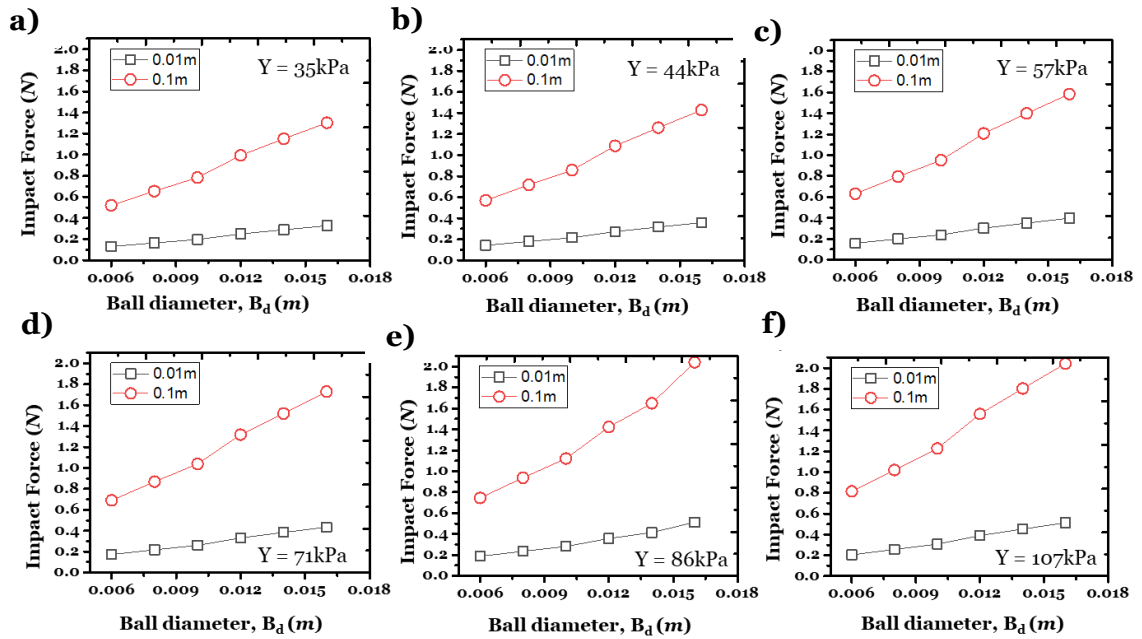 a)
2.0
1.8
1.6
1.4
1.2
1.0
0.8
0.6
0.4
0.2
0.0
0.01m
0.1m
Y = 35kPa
Impact Force (N)
0.006 0.009 0.012 0.015 0.018
Ball diameter, Bd (m)
b)
2.0
1.8
1.6
1.4
1.2
1.0
0.8
0.6
0.4
0.2
0.0
0.01m
0.1m
Y = 44kPa
Impact Force (N)
0.006 0.009 0.012 0.015 0.018
Ball diameter, Bd (m)
c)
.0
1.8
1.6
1.4
1.2
1.0
0.8
0.6
0.4
0.2
0.0
0.01m
0.1m
Y = 57kPa
Impact Force (N)
0.006 0.009 0.012 0.015 0.018
Ball diameter, Bd (m)
d)
2.0
1.8
1.6
1.4
1.2
1.0
0.8
0.6
0.4
0.2
0.0
0.01m
0.1m
Y = 71kPa
Impact Force (N)
0.006 0.009 0.012 0.015 0.018
Ball diameter, Bd (m)
e)
2.0
1.8
1.6
1.4
1.2
1.0
0.8
0.6
0.4
0.2
0.0
0.01m
0.1m
Y = 86kPa
Impact Force (N)
0.006 0.009 0.012 0.015 0.018
Ball diameter, Bd (m)
f)
2.0
1.8
1.6
1.4
1.2
1.0
0.8
0.6
0.4
0.2
0.0
0.01m
0.1m
Y = 107kPa
Impact Force (N)
0.006 0.009 0.012 0.015 0.018
Ball diameter, Bd (m)